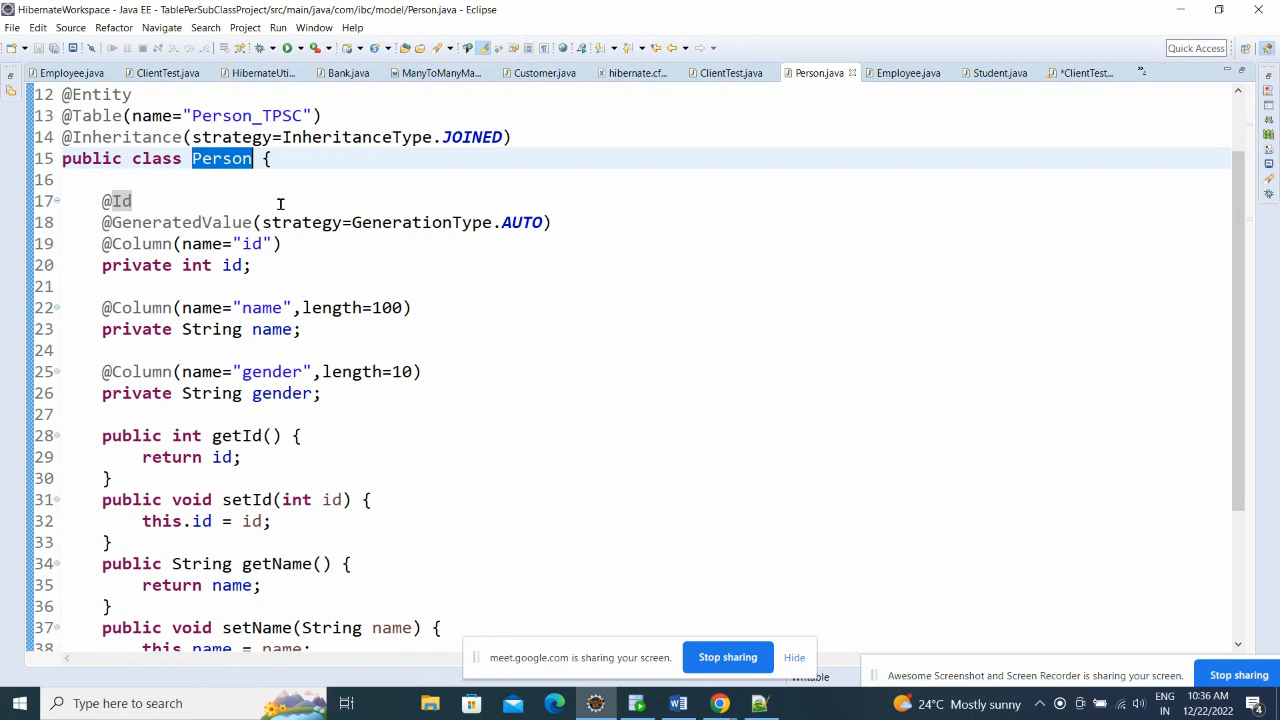 HibernateWorkspace - Java EE - TablePerSubClassProject/src/main/java/com/ibc/model/Person.java - Eclipse
File Edit Source Refactor Navigate Search Project Run Window Help
Quick Access
Employee.java ClientTest.java HibernateUti... Bank.java ManyToManyMa... Customer.java hibernate.cf... ClientTest.java Person.java Employee.java Student.java *ClientTest...
12 @Entity
13 @Table(name="Person_TPSC")
14 @Inheritance(strategy=InheritanceType.JOINED)
15 public class Person {
16
17 @Id
18 @GeneratedValue(strategy=GenerationType.AUTO)
19 @Column(name="id")
20 private int id;
21
22 @Column(name="name",length=100)
23 private String name;
24
25 @Column(name="gender",length=10)
26 private String gender;
27
28 public int getId() {
29 return id;
30 }
31 public void setId(int id) {
32 this.id = id;
33 }
34 public String getName() {
35 return name;
36 }
37 public void setName(String name) {
38 this.name = name;
meet.google.com is sharing your screen. Stop sharing Hide
Writable
Awesome Screenshot and Screen Recorder is sharing your screen. Stop sharing
Type here to search
24°C Mostly sunny
ENG
IN
10:36 AM
12/22/2022
4